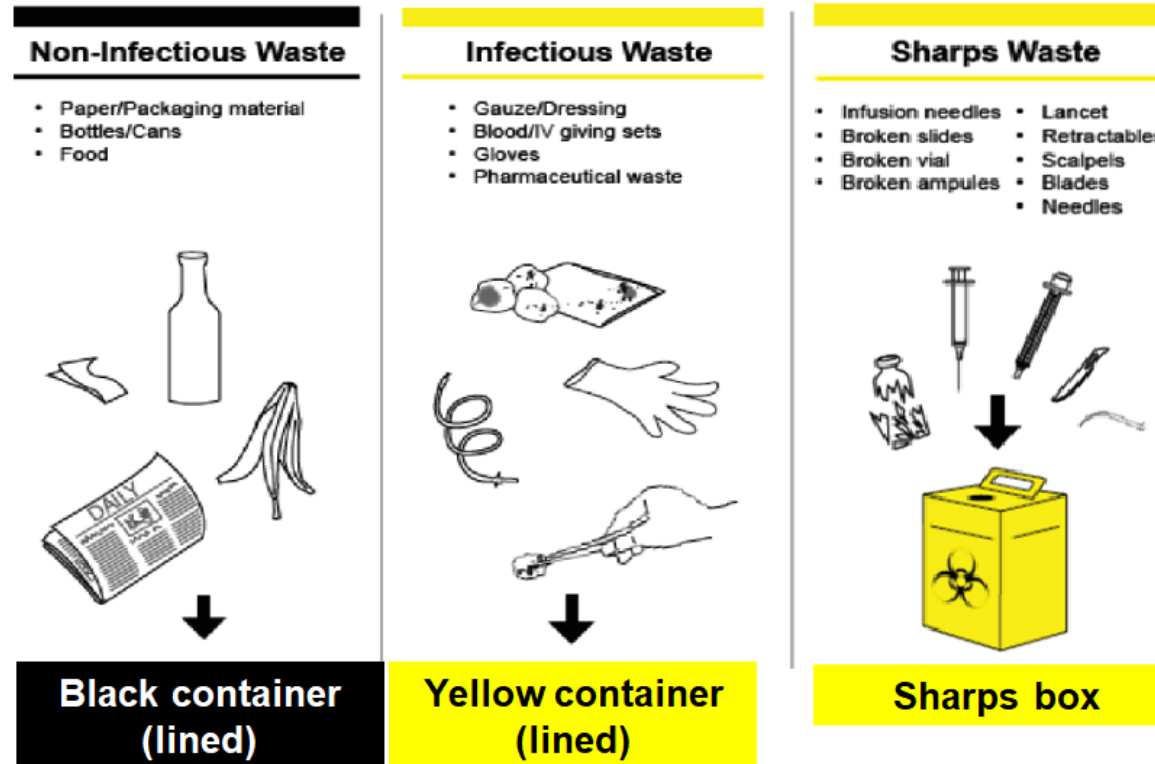 Non-Infectious Waste
• Paper/Packaging material
• Bottles/Cans
• Food
DAILY
Black container
(lined)
Infectious Waste
• Gauze/Dressing
• Blood/IV giving sets
• Gloves
• Pharmaceutical waste
Yellow container
(lined)
Sharps Waste
• Infusion needles
• Broken slides
• Broken vial
• Broken ampules
• Lancet
• Retractables
• Scalpels
• Blades
• Needles
Sharps box